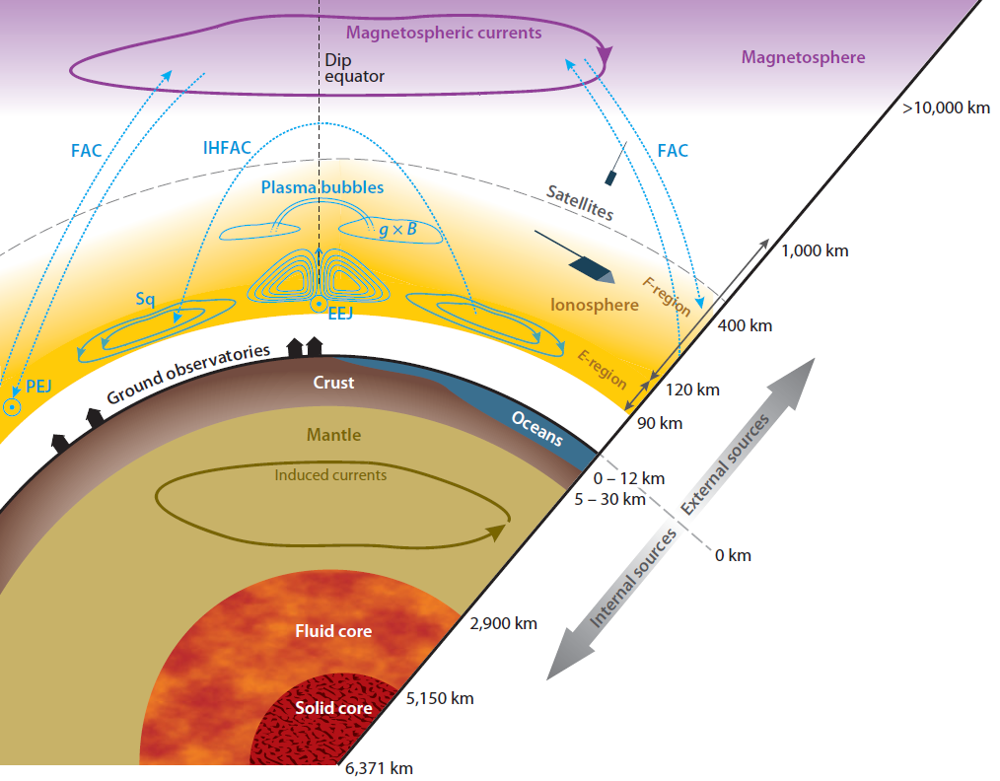 Magnetospheric currents
Magnetosphere
Dip
equator
>10,000 km
FAC
IHFAC
FAC
Plasma bubbles
Satellites
g × B
1,000 km
Sq
EEJ
Ionosphere
F-region
400 km
Ground observatories
E-region
PEJ
Crust
120 km
Oceans
90 km
Mantle
Induced currents
0 – 12 km
5 – 30 km
External sources
Internal sources
0 km
Fluid core
2,900 km
Solid core
5,150 km
6,371 km